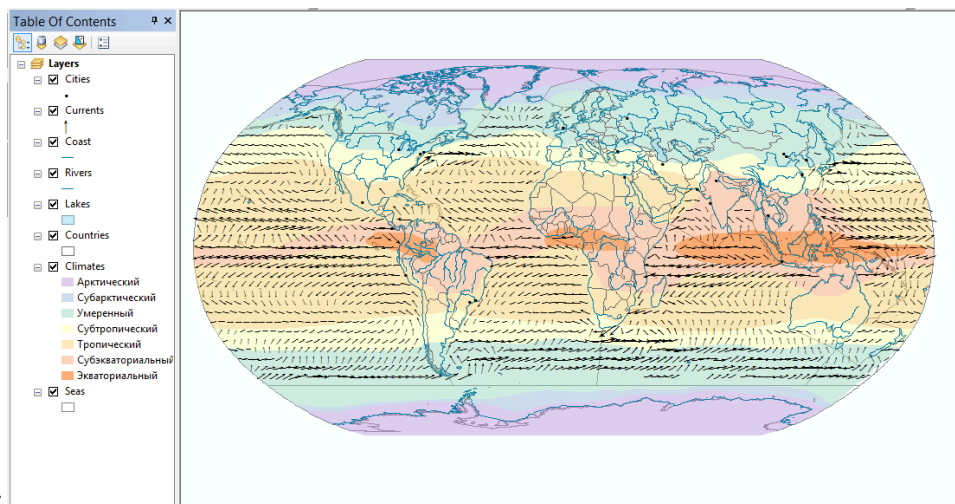 Table Of Contents
Layers
Cities
Currents
Coast
Rivers
Lakes
Countries
Climates
Арктический
Субарктический
Умеренный
Субтропический
Тропический
Субэкваториальный
Экваториальный
Seas